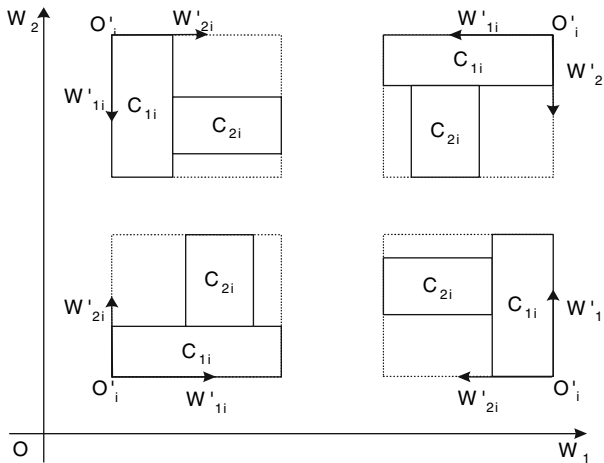 W₂
O'ᵢ W'₂ᵢ
W'₁ᵢ O'ᵢ
W'₁ᵢ C₁ᵢ C₂ᵢ
C₁ᵢ W'₂
C₂ᵢ
C₂ᵢ
W'₂ᵢ
C₁ᵢ
O'ᵢ W'₁ᵢ
C₂ᵢ C₁ᵢ W'₁
W'₂ᵢ O'ᵢ
O W₁